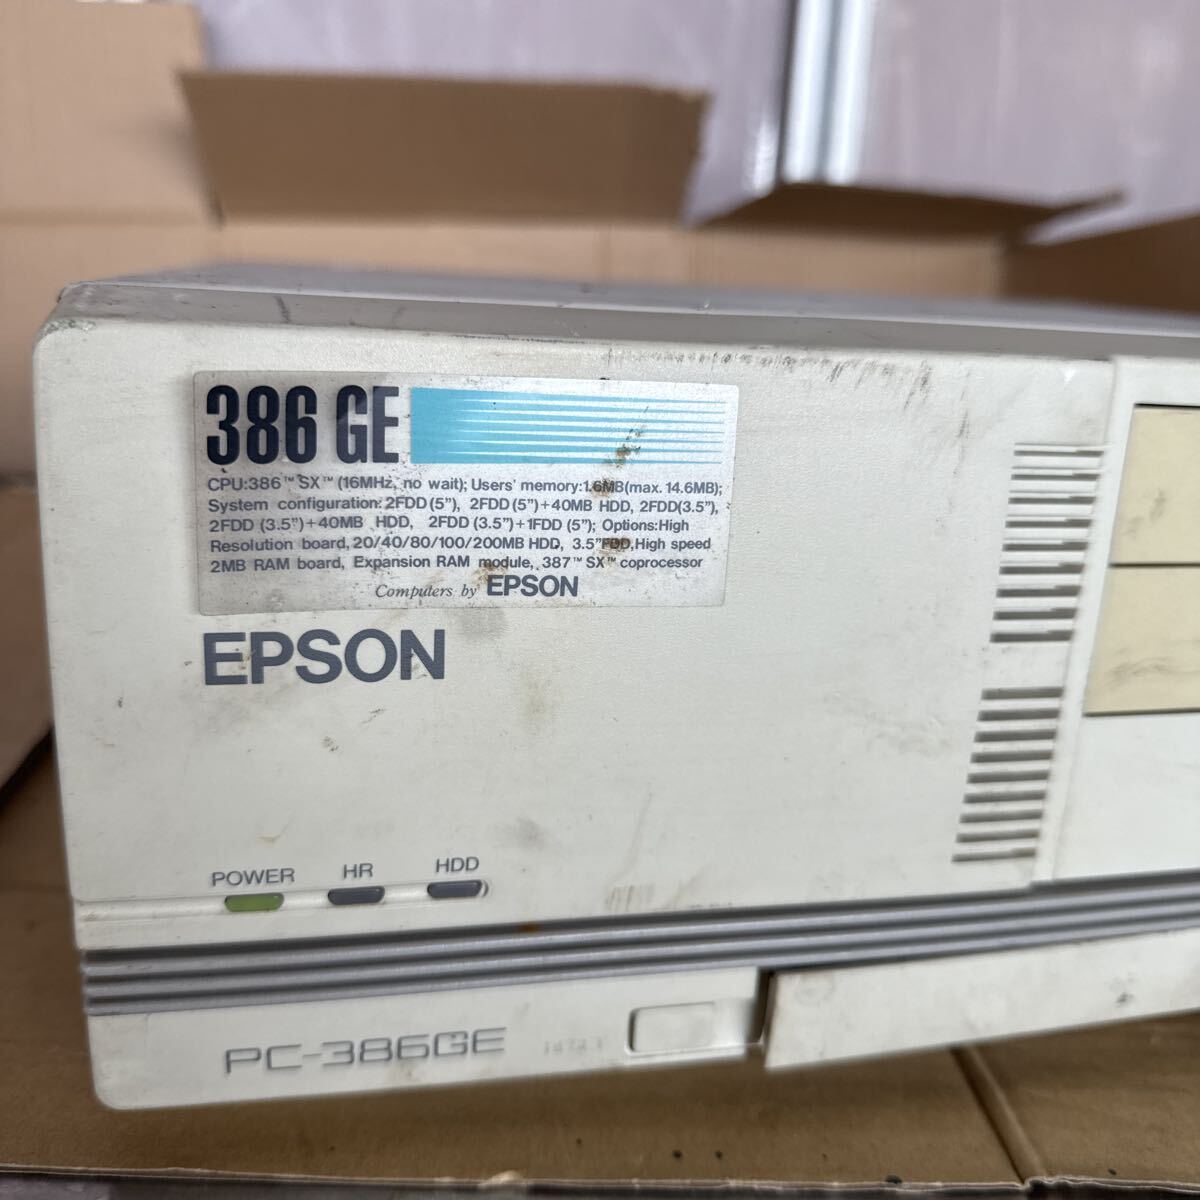 386 GE
CPU:386™SX™(16MHz, no wait); Users' memory:1.6MB(max. 14.6MB);
System configuration:2FDD(5”), 2FDD(5”)+40MB HDD, 2FDD(3.5”),
2FDD (3.5”)+40MB HDD, 2FDD (3.5”)+1FDD (5”); Options:High
Resolution board, 20/40/80/100/200MB HDD, 3.5”FDD,High speed
2MB RAM board, Expansion RAM module, 387™SX™coprocessor
Computers by EPSON
EPSON
POWER HR HDD
PC-386GE